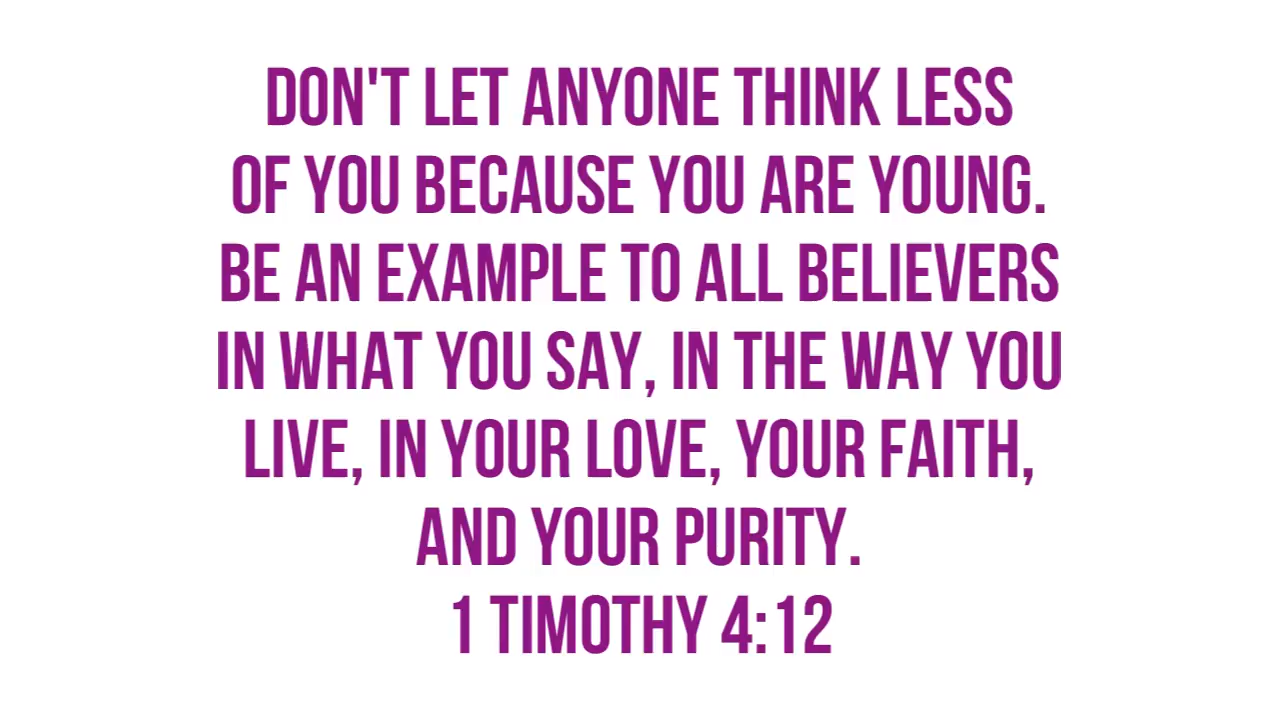 DON'T LET ANYONE THINK LESS
OF YOU BECAUSE YOU ARE YOUNG.
BE AN EXAMPLE TO ALL BELIEVERS
IN WHAT YOU SAY, IN THE WAY YOU
LIVE, IN YOUR LOVE, YOUR FAITH,
AND YOUR PURITY.
1 TIMOTHY 4:12